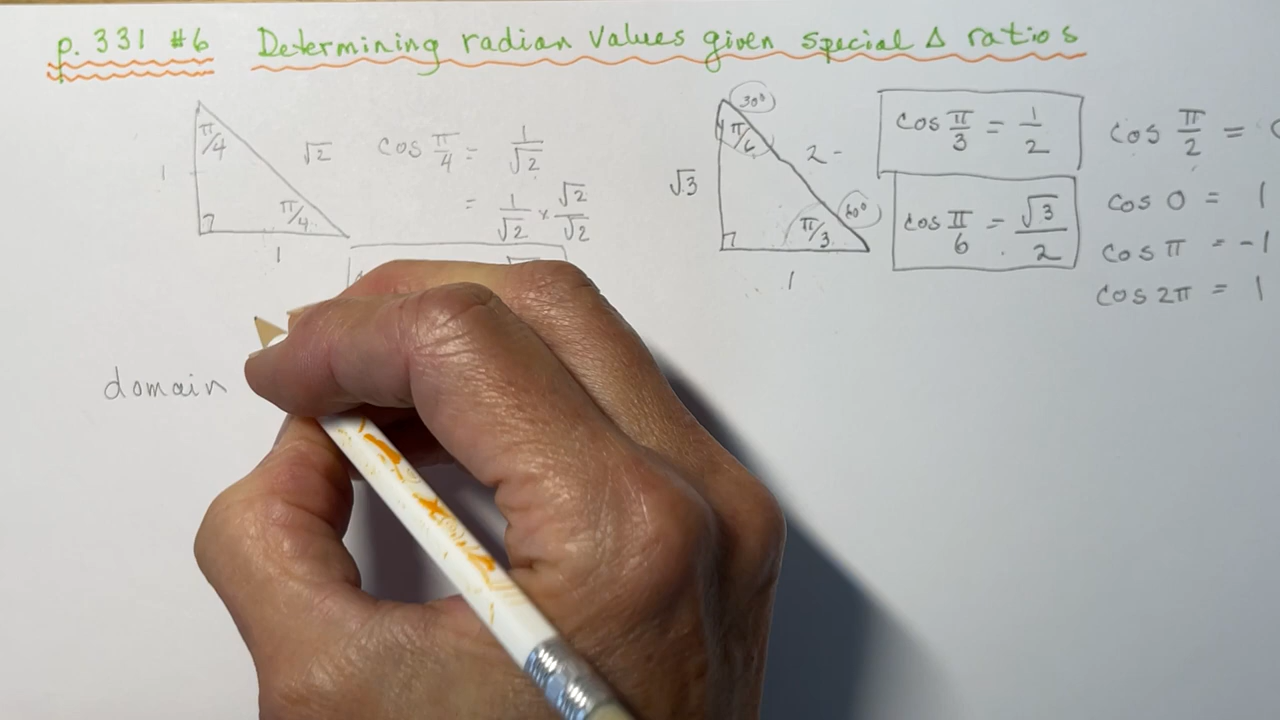 p. 331 #6 Determining radian values given special Δ ratios
π/4
√2
1
π/4
1
cos π/4 = 1/√2
= 1/√2 × √2/√2
30°
π/6
2
√3
60°
π/3
1
cos π/3 = 1/2
cos π/6 = √3/2
cos π/2 =
cos 0 = 1
cos π = -1
cos 2π = 1
domain